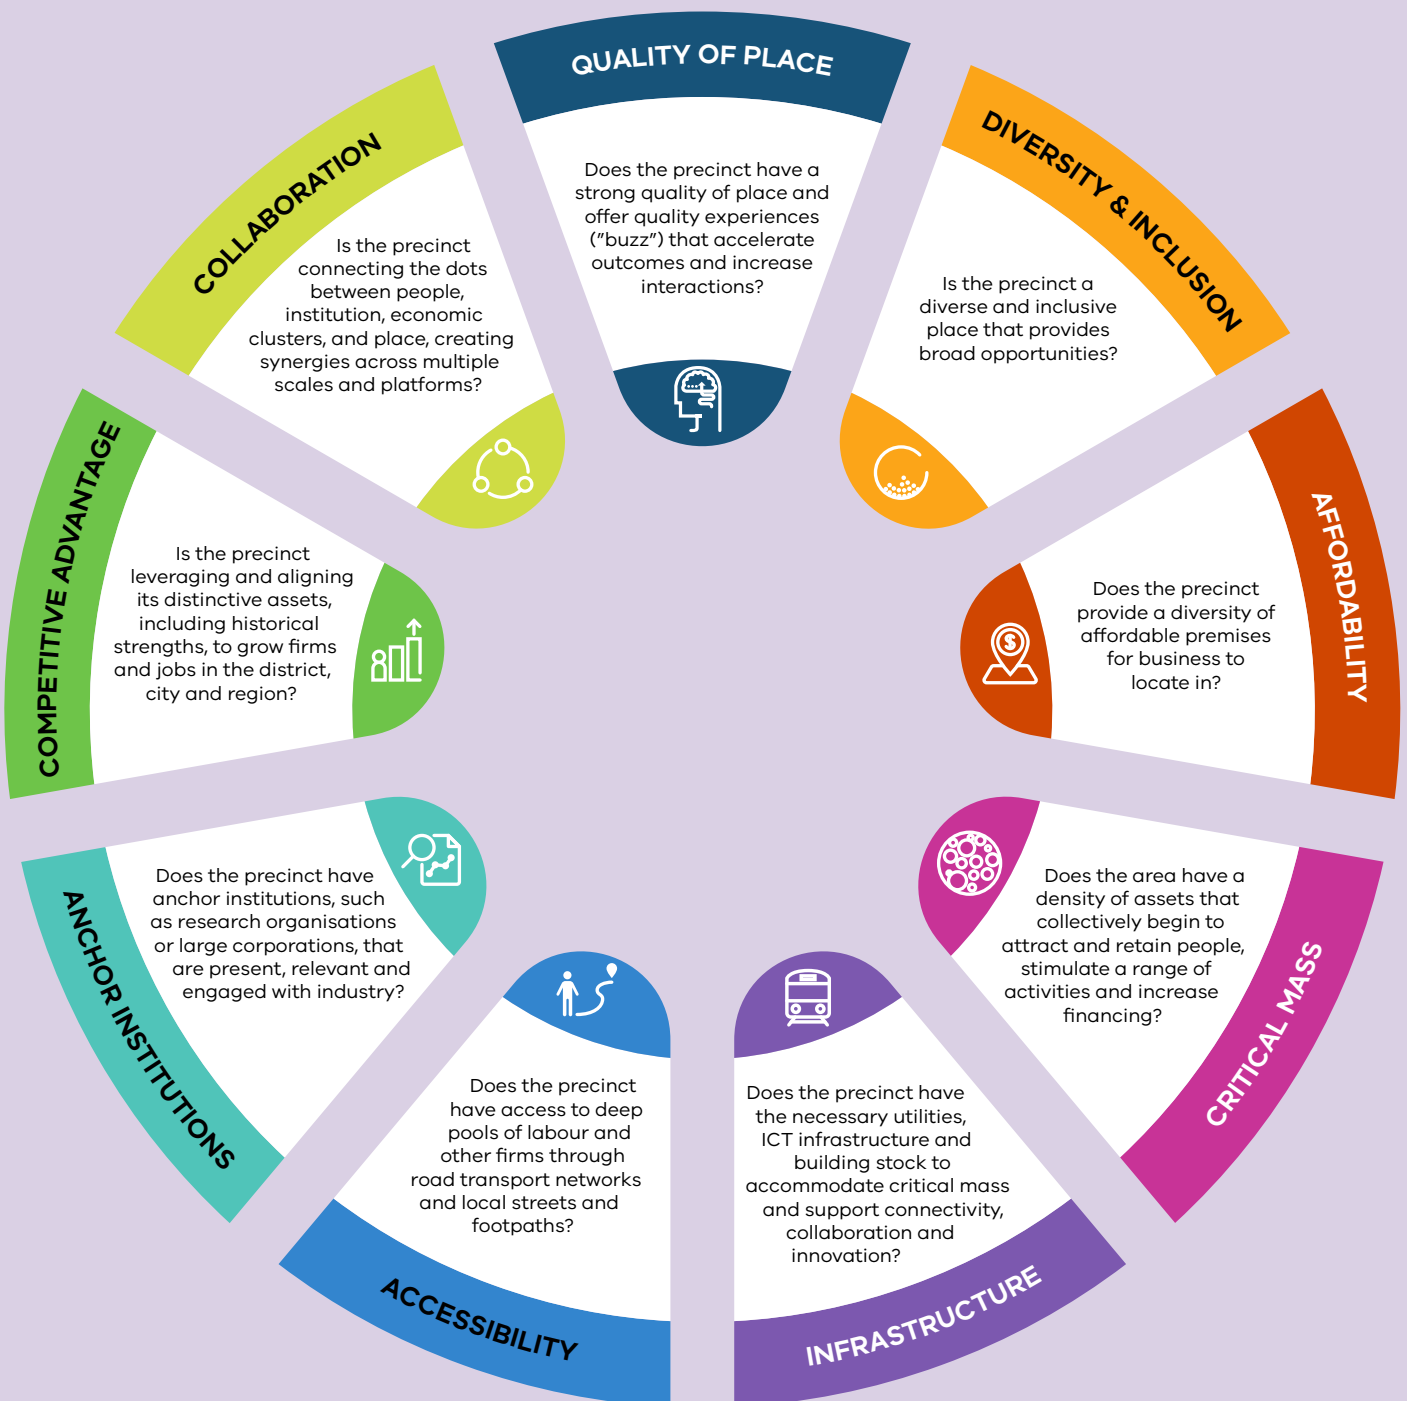 QUALITY OF PLACE
Does the precinct have a
strong quality of place and
offer quality experiences
("buzz") that accelerate
outcomes and increase
interactions?
DIVERSITY & INCLUSION
Is the precinct a
diverse and inclusive
place that provides
broad opportunities?
AFFORDABILITY
Does the precinct
provide a diversity of
affordable premises
for business to
locate in?
$
CRITICAL MASS
Does the area have a
density of assets that
collectively begin to
attract and retain people,
stimulate a range of
activities and increase
financing?
INFRASTRUCTURE
Does the precinct have
the necessary utilities,
ICT infrastructure and
building stock to
accommodate critical mass
and support connectivity,
collaboration and
innovation?
ACCESSIBILITY
Does the precinct
have access to deep
pools of labour and
other firms through
road transport networks
and local streets and
footpaths?
ANCHOR INSTITUTIONS
Does the precinct have
anchor institutions, such
as research organisations
or large corporations, that
are present, relevant and
engaged with industry?
COMPETITIVE ADVANTAGE
Is the precinct
leveraging and aligning
its distinctive assets,
including historical
strengths, to grow firms
and jobs in the district,
city and region?
COLLABORATION
Is the precinct
connecting the dots
between people,
institution, economic
clusters, and place, creating
synergies across multiple
scales and platforms?